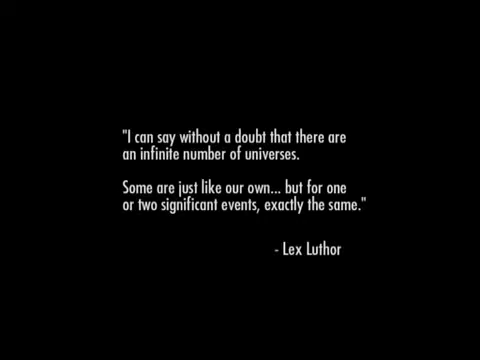 "I can say without a doubt that there are
an infinite number of universes.
Some are just like our own... but for one
or two significant events, exactly the same."
- Lex Luthor